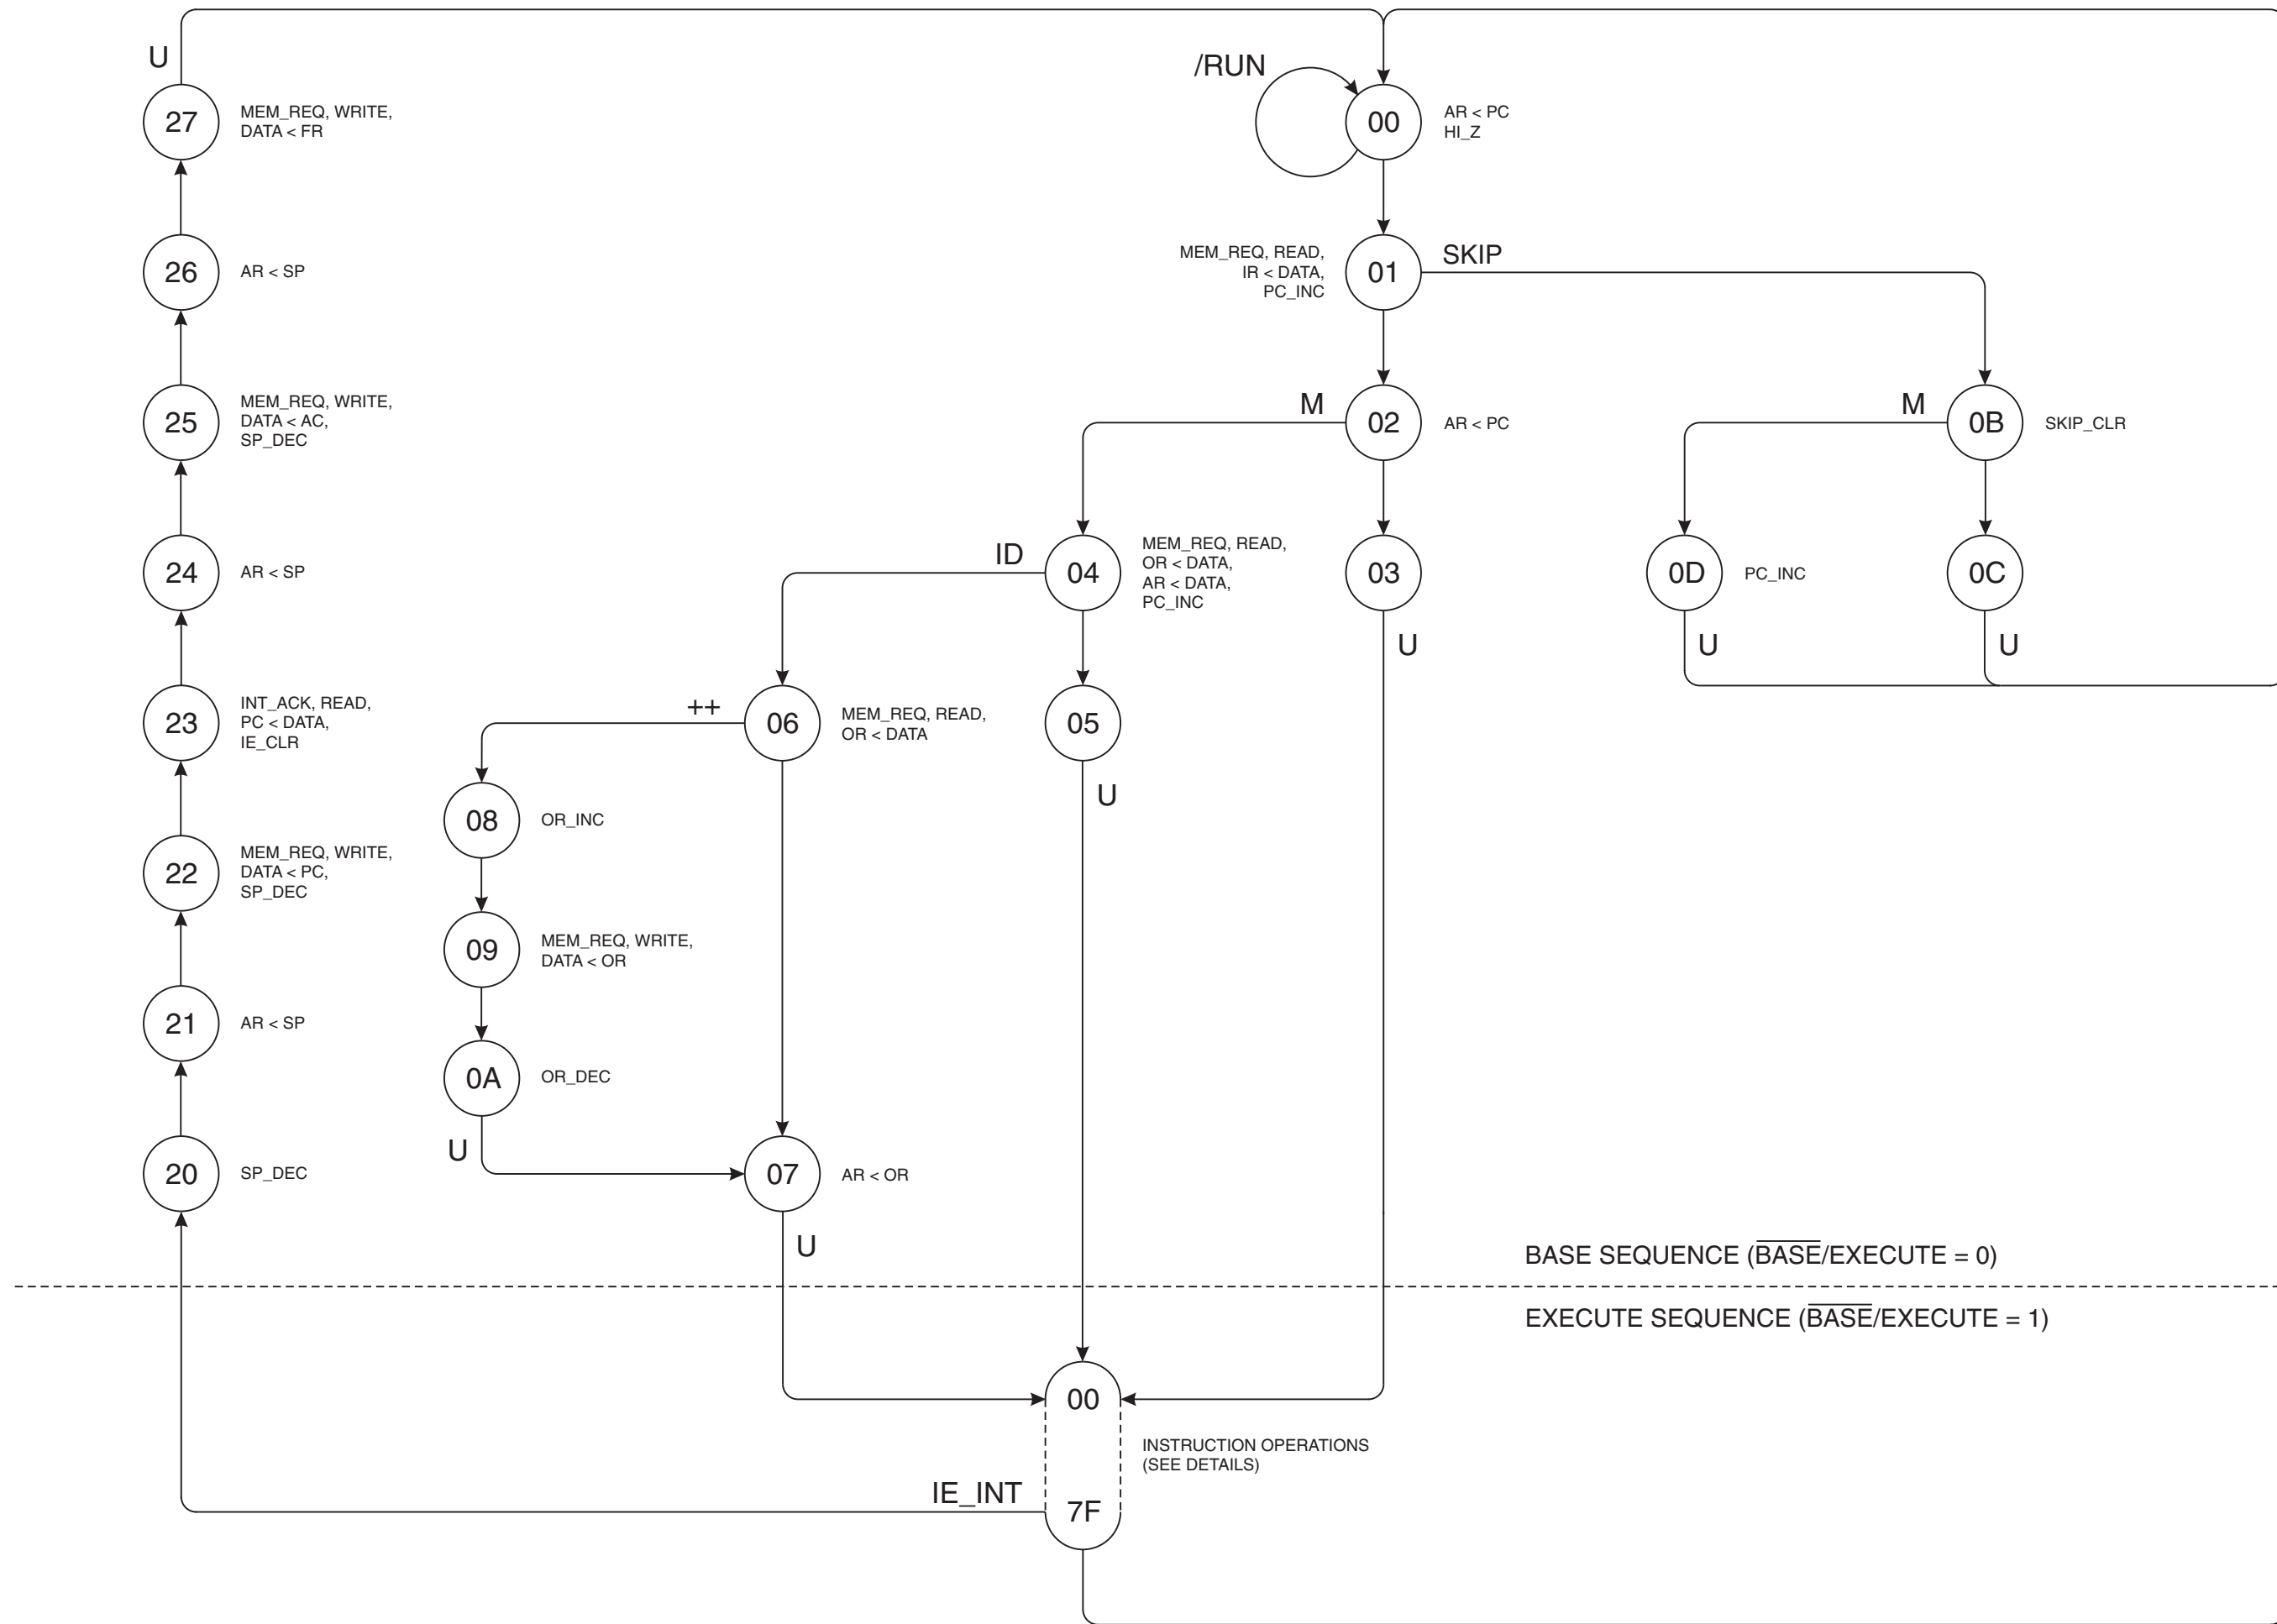 U
/RUN
27
MEM_REQ, WRITE,
DATA < FR
00
AR < PC
HI_Z
26
AR < SP
MEM_REQ, READ,
IR < DATA,
PC_INC
01
SKIP
25
MEM_REQ, WRITE,
DATA < AC,
SP_DEC
M
02
AR < PC
M
0B
SKIP_CLR
24
AR < SP
ID
04
MEM_REQ, READ,
OR < DATA,
AR < DATA,
PC_INC
03
0D
PC_INC
0C
U
U
U
23
INT_ACK, READ,
PC < DATA,
IE_CLR
++
06
MEM_REQ, READ,
OR < DATA
05
U
08
OR_INC
22
MEM_REQ, WRITE,
DATA < PC,
SP_DEC
09
MEM_REQ, WRITE,
DATA < OR
21
AR < SP
0A
OR_DEC
U
20
SP_DEC
07
AR < OR
U
BASE SEQUENCE (BASE/EXECUTE = 0)
EXECUTE SEQUENCE (BASE/EXECUTE = 1)
00
INSTRUCTION OPERATIONS
(SEE DETAILS)
IE_INT
7F